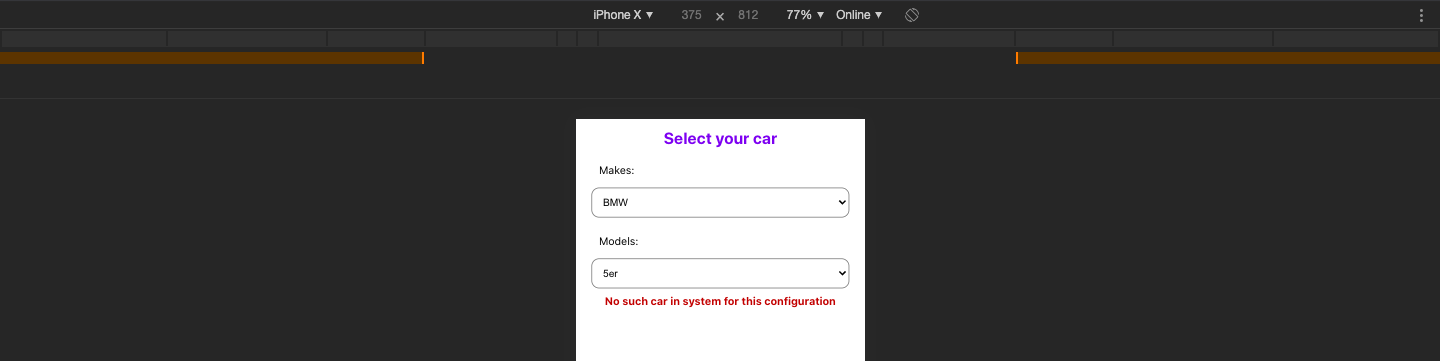 iPhone X ▼ 375 × 812 77% ▼ Online ▼
Select your car
Makes:
BMW
Models:
5er
No such car in system for this configuration